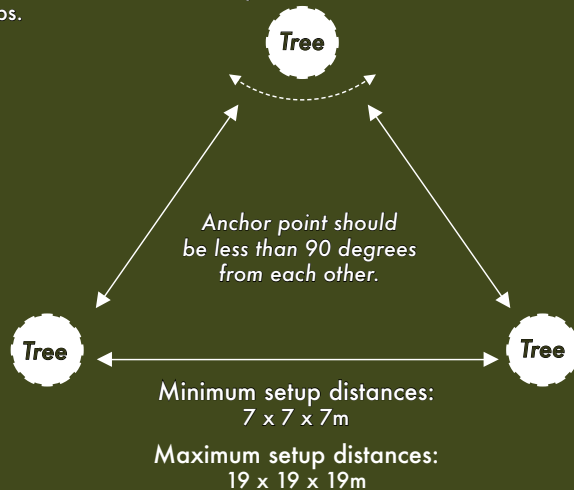 Tree
Anchor point should
be less than 90 degrees
from each other.
Tree
Tree
Minimum setup distances:
7 x 7 x 7m
Maximum setup distances:
19 x 19 x 19m